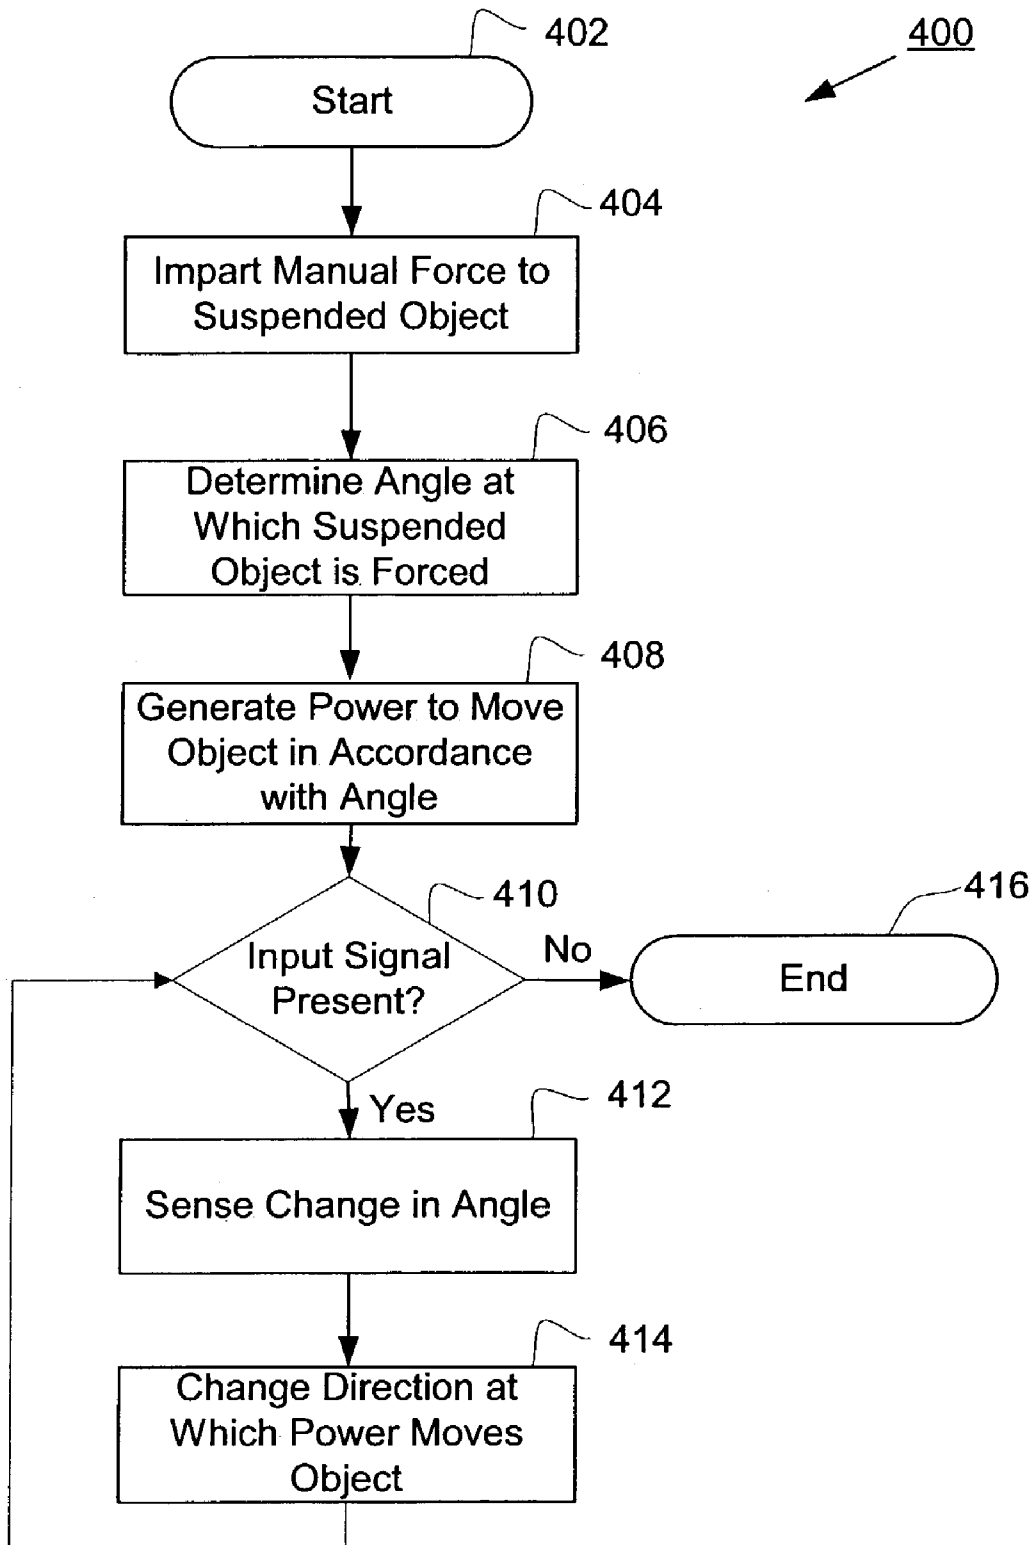 402
400
Start
404
Impart Manual Force to
Suspended Object
406
Determine Angle at
Which Suspended
Object is Forced
408
Generate Power to Move
Object in Accordance
with Angle
410
416
Input Signal
Present?
No
End
Yes
412
Sense Change in Angle
414
Change Direction at
Which Power Moves
Object